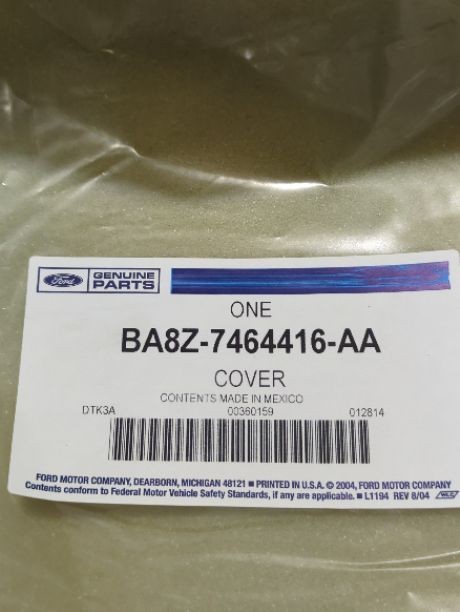 Ford GENUINE PARTS
ONE
BA8Z-7464416-AA
COVER
CONTENTS MADE IN MEXICO
DTK3A 00360159 012814
FORD MOTOR COMPANY, DEARBORN, MICHIGAN 48121 ■ PRINTED IN U.S.A. © 2004, FORD MOTOR COMPANY
Contents conform to Federal Motor Vehicle Safety Standards, if any are applicable. ■ L1194 REV 8/04